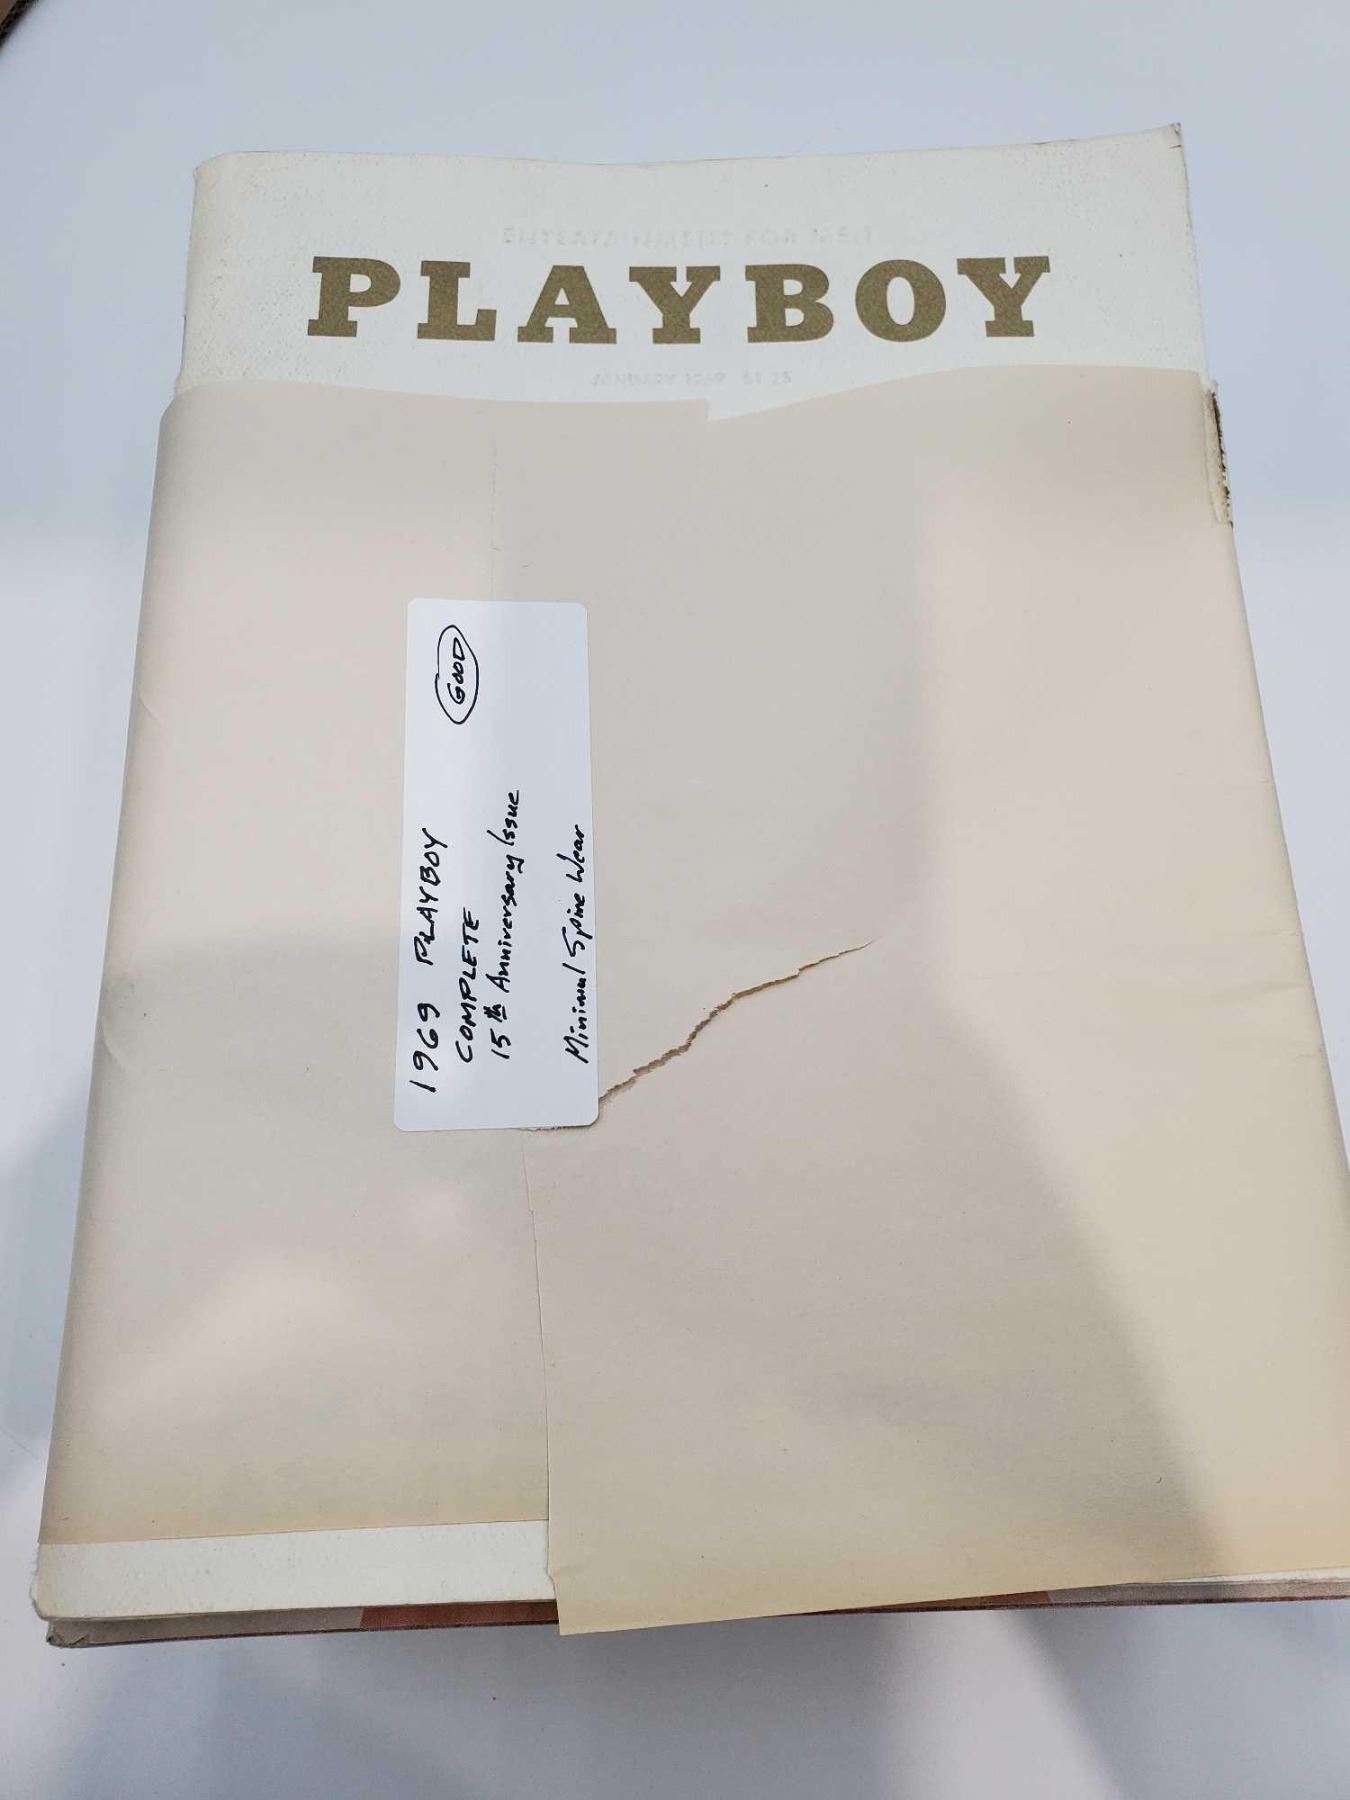 ENTERTAINMENT FOR MEN
PLAYBOY
JANUARY 1969 $1.25
1969 PLAYBOY
GOOD
COMPLETE
15th Anniversary Issue
Minimal Spine Wear